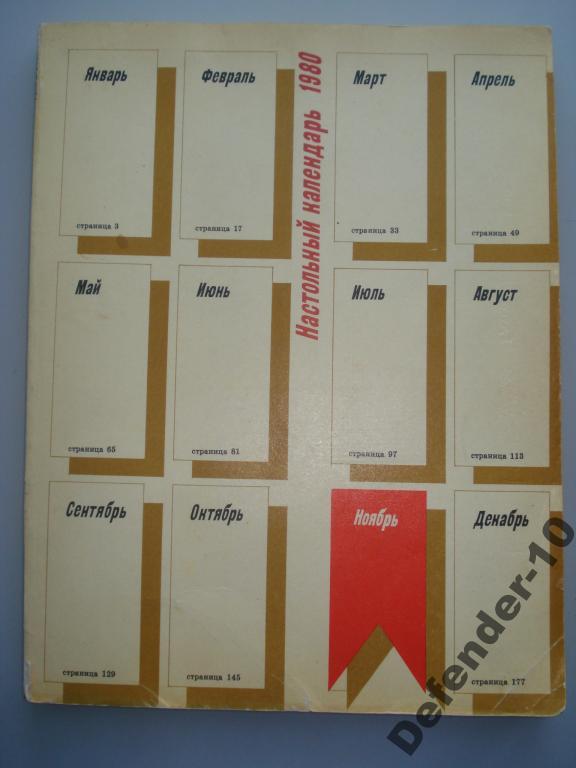 Январь
Февраль
Настольный календарь 1980
Март
Апрель
страница 3
страница 17
страница 33
страница 49
Май
Июнь
Июль
Август
страница 65
страница 81
страница 97
страница 113
Сентябрь
Октябрь
Ноябрь
Декабрь
страница 129
страница 145
страница 177
Defender-10